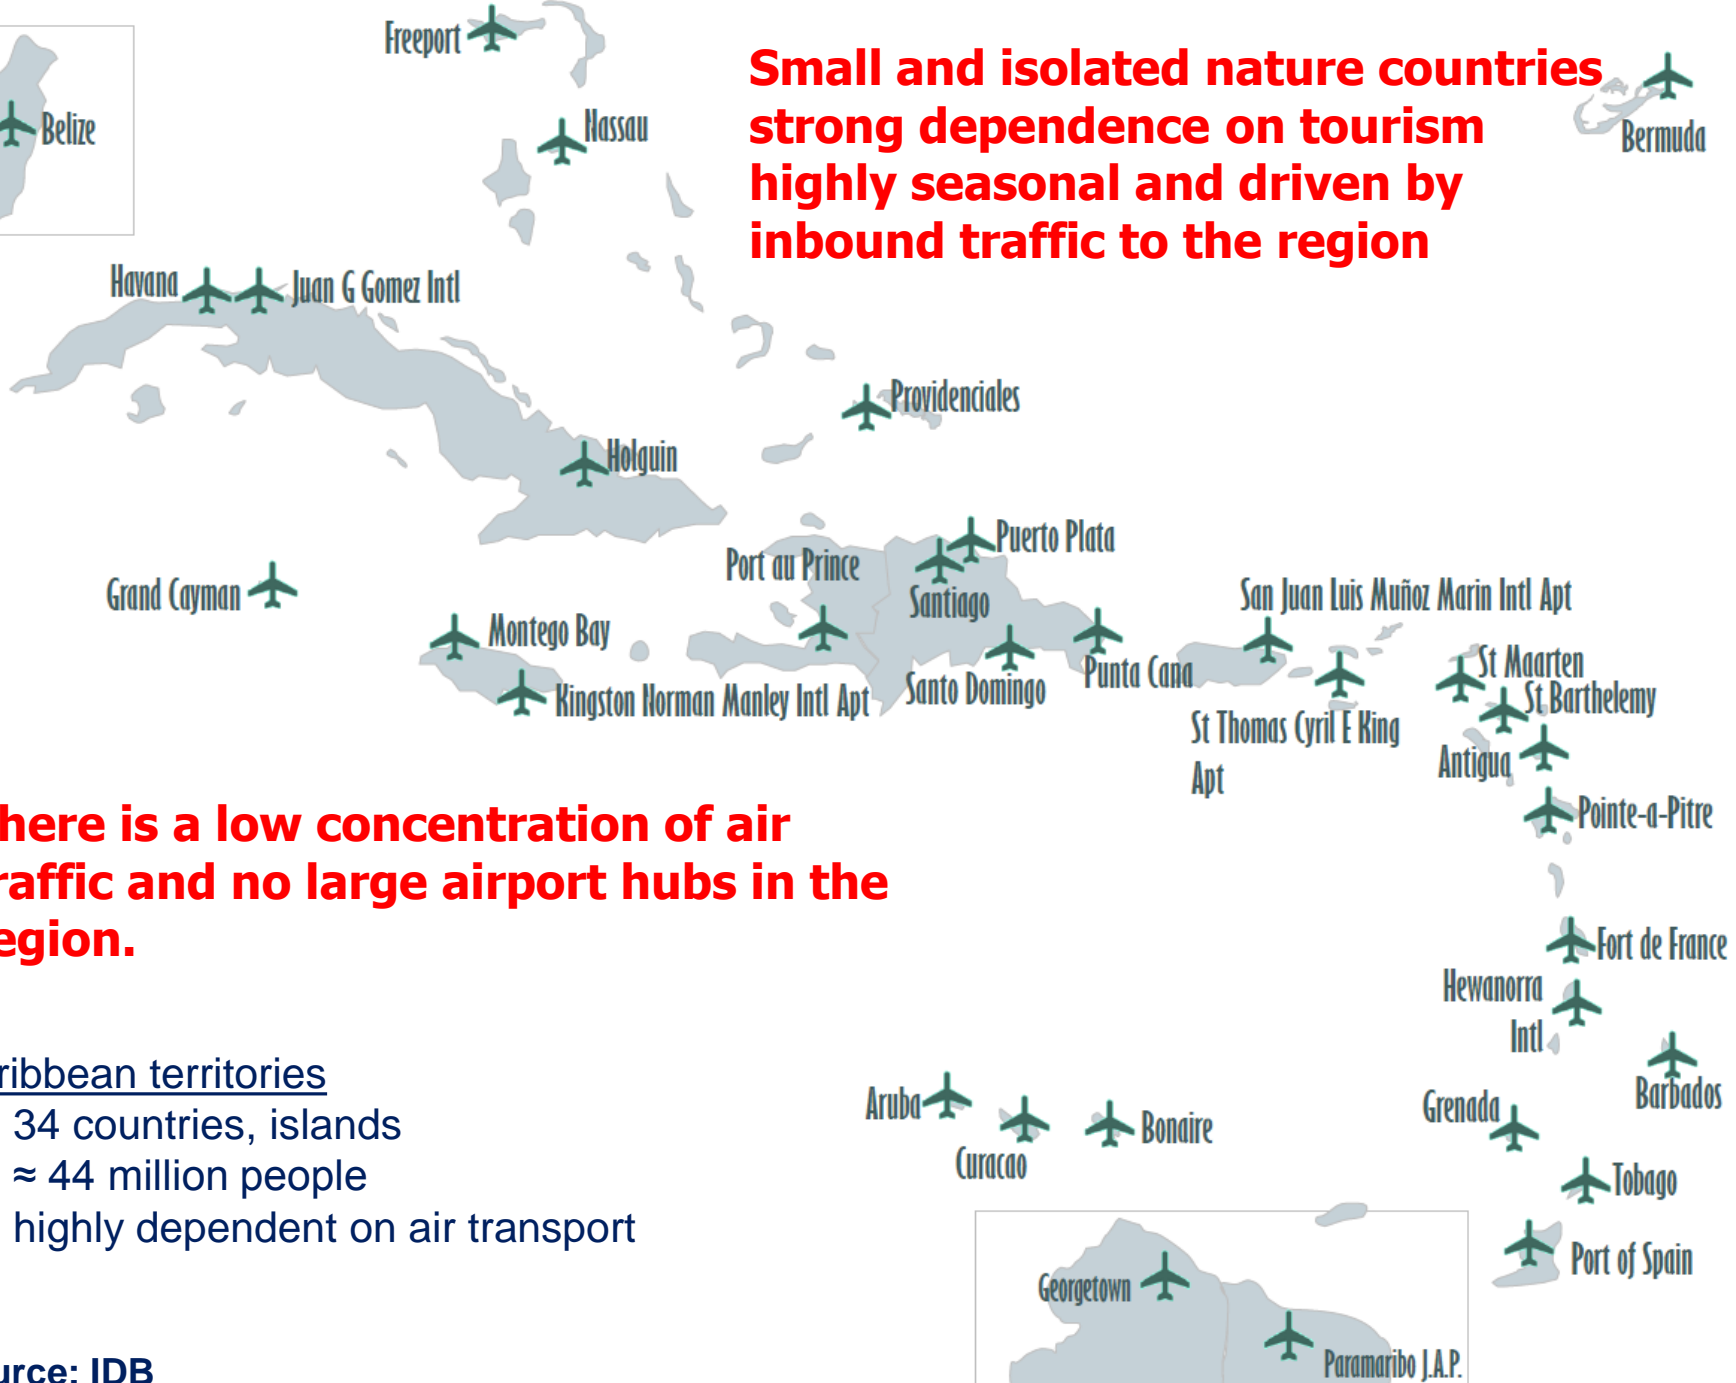 Freeport
Small and isolated nature countries
strong dependence on tourism
highly seasonal and driven by
inbound traffic to the region
Bermuda
Belize
Nassau
Havana
Juan G Gomez Intl
Providenciales
Holguin
Grand Cayman
Montego Bay
Kingston Norman Manley Intl Apt
Port au Prince
Puerto Plata
Santiago
Santo Domingo
Punta Cana
San Juan Luis Muñoz Marin Intl Apt
St Thomas Cyril E King
Apt
St Maarten
St Barthelemy
Antigua
Pointe-a-Pitre
here is a low concentration of air
raffic and no large airport hubs in the
egion.
Fort de France
Hewanorra
Intl
Barbados
ribbean territories
34 countries, islands
≈ 44 million people
highly dependent on air transport
Aruba
Curacao
Bonaire
Grenada
Tobago
Port of Spain
Georgetown
Paramaribo J.A.P.
urce: IDB